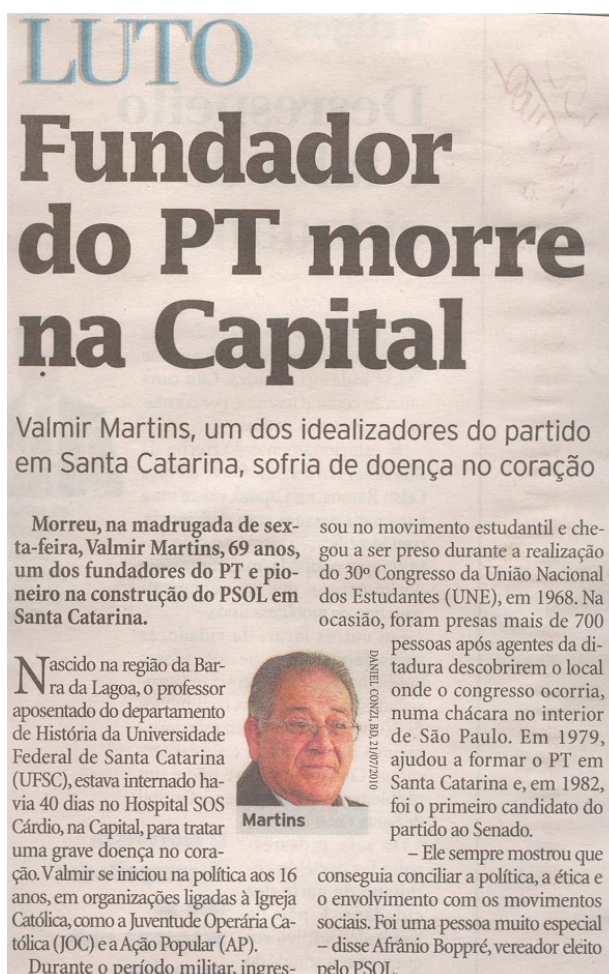 LUTO
Fundador
do PT morre
na Capital
Valmir Martins, um dos idealizadores do partido
em Santa Catarina, sofria de doença no coração
Morreu, na madrugada de sex-
ta-feira, Valmir Martins, 69 anos,
um dos fundadores do PT e pio-
neiro na construção do PSOL em
Santa Catarina.
Nascido na região da Bar-
ra da Lagoa, o professor
aposentado do departamento
de História da Universidade
Federal de Santa Catarina
(UFSC), estava internado ha-
via 40 dias no Hospital SOS
Cárdio, na Capital, para tratar
uma grave doença no cora-
ção. Valmir se iniciou na política aos 16
anos, em organizações ligadas à Igreja
Católica, como a Juventude Operária Ca-
tólica (JOC) e a Ação Popular (AP).
Durante o período militar, ingres-
sou no movimento estudantil e che-
gou a ser preso durante a realização
do 30º Congresso da União Nacional
dos Estudantes (UNE), em 1968. Na
ocasião, foram presas mais de 700
pessoas após agentes da di-
tadura descobrirem o local
onde o congresso ocorria,
numa chácara no interior
de São Paulo. Em 1979,
ajudou a formar o PT em
Santa Catarina e, em 1982,
foi o primeiro candidato do
partido ao Senado.
– Ele sempre mostrou que
conseguia conciliar a política, a ética e
o envolvimento com os movimentos
sociais. Foi uma pessoa muito especial
– disse Afrânio Boppré, vereador eleito
pelo PSOL.
DANIEL CONZI, BD, 21/07/2010
Martins